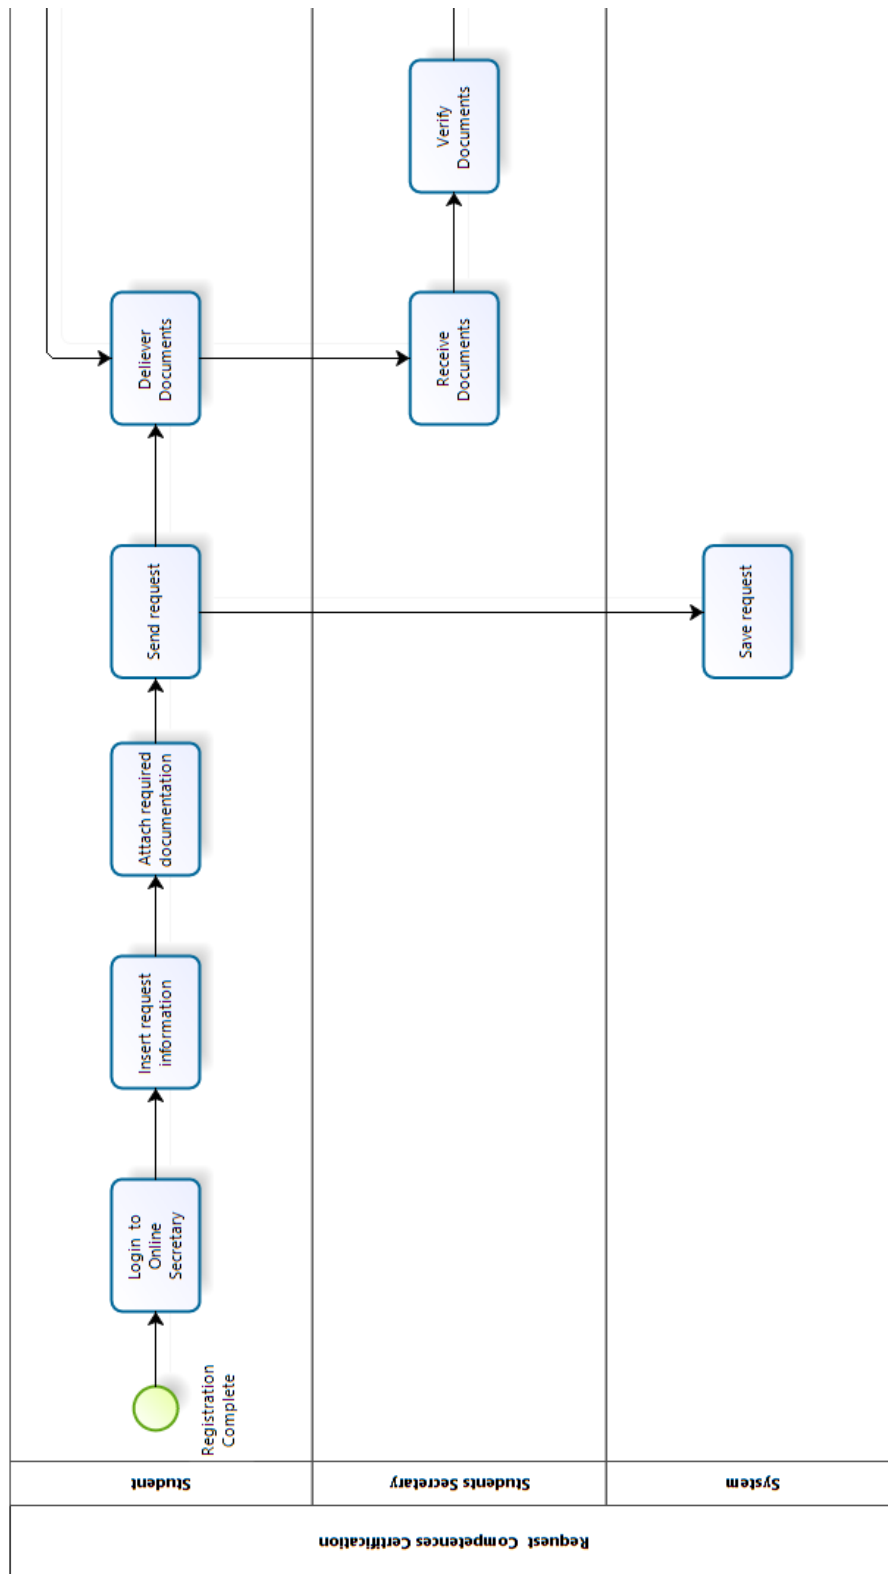 Request Competences Certification
Student
Registration
Complete
Login to
Online
Secretary
Insert request
information
Attach required
documentation
Send request
Deliever
Documents
Students Secretary
Receive
Documents
Verify
Documents
System
Save request